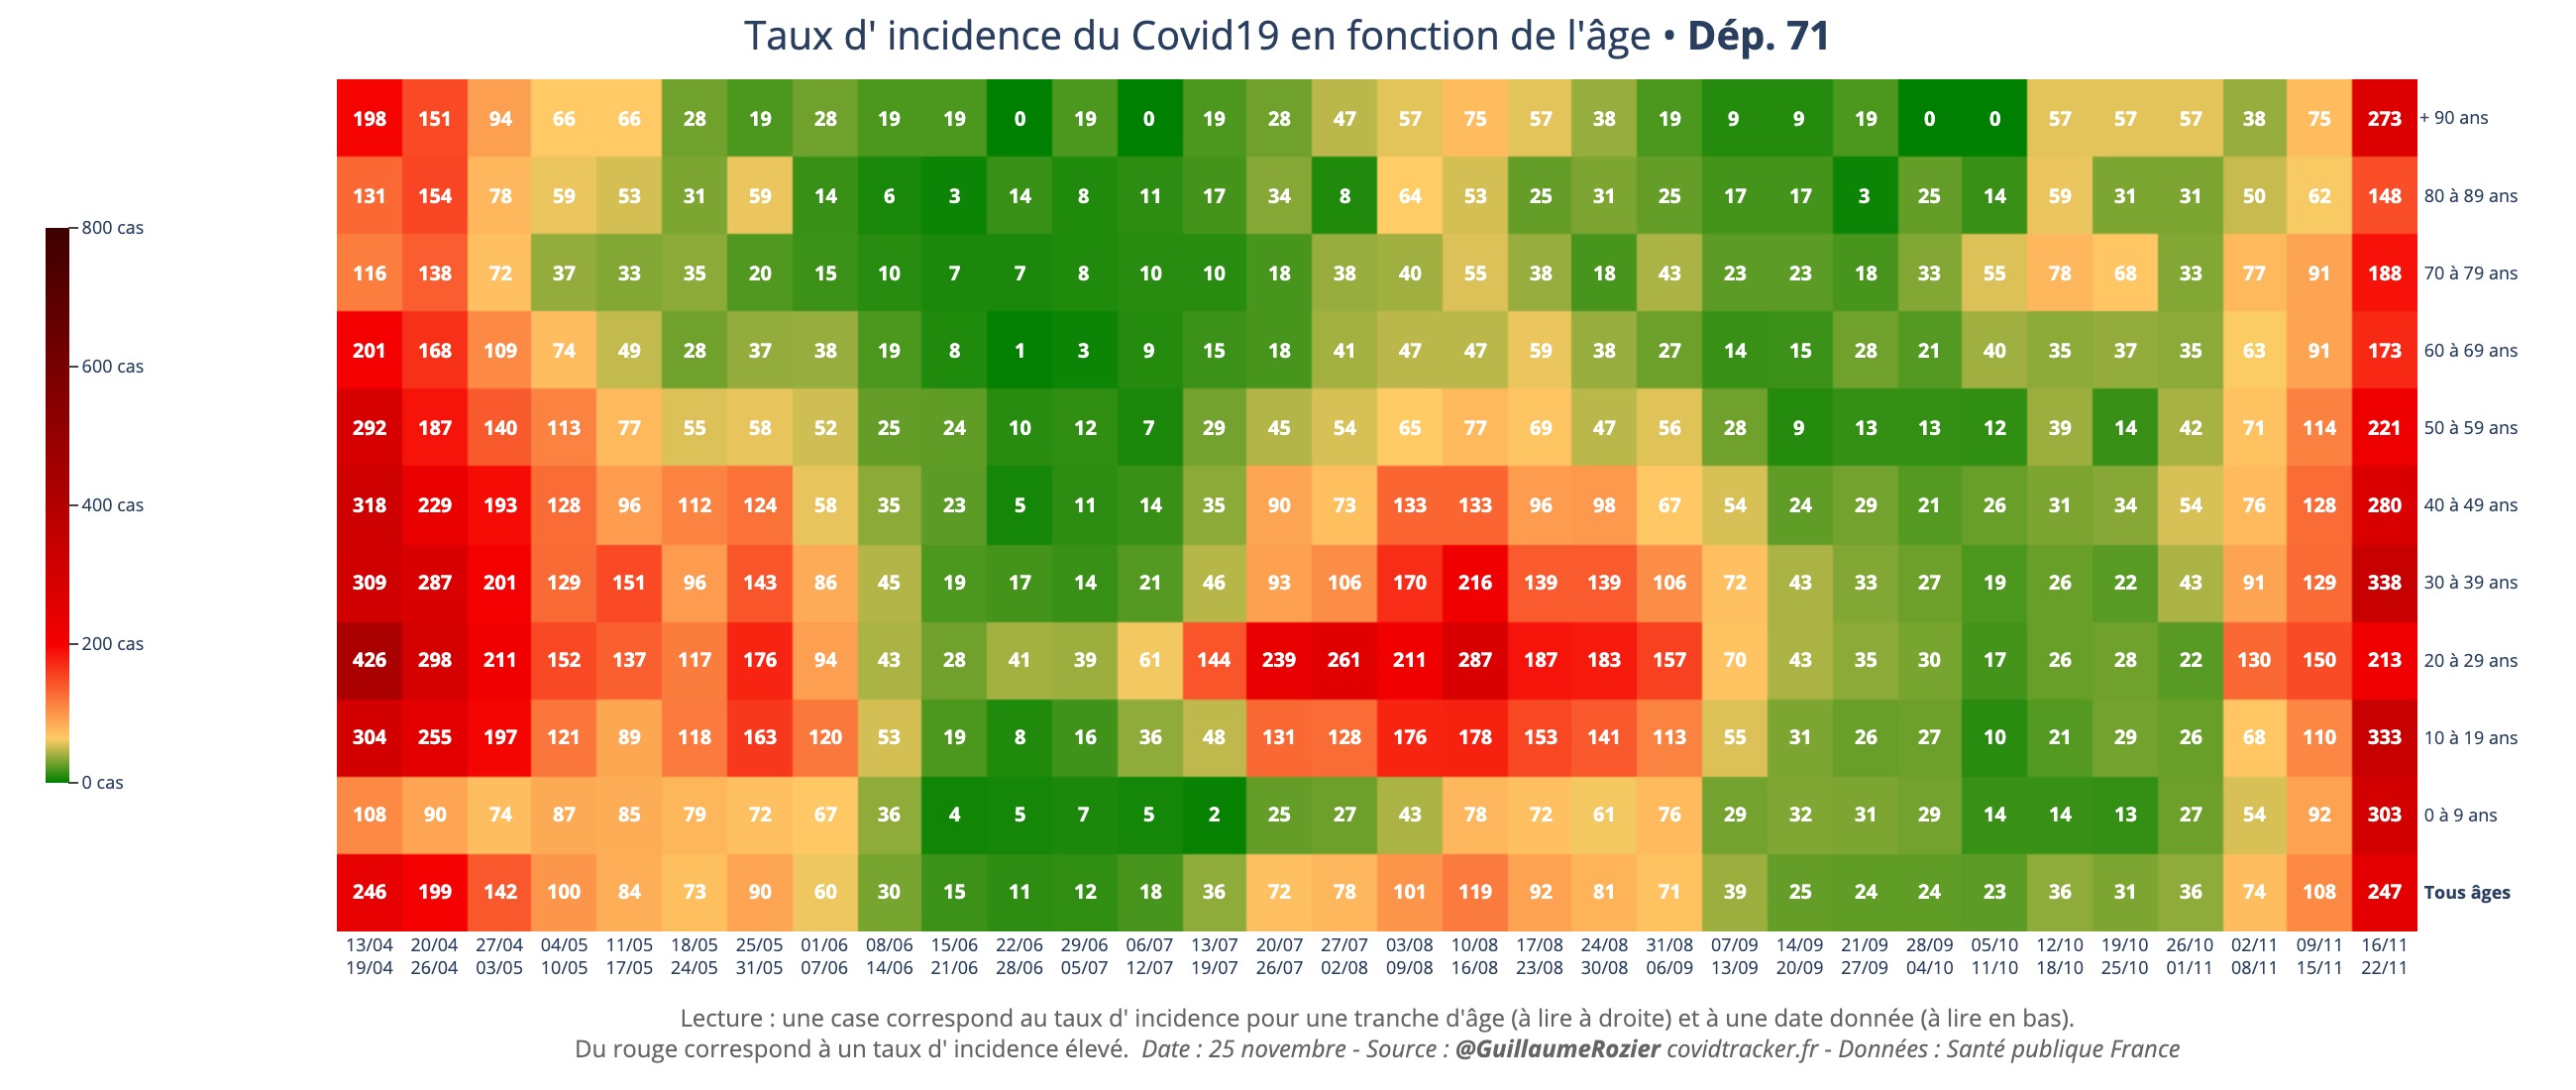 Taux d' incidence du Covid19 en fonction de l'âge • Dép. 71
198 151 94 66 66 28 19 28 19 19 0 19 0 19 28 47 57 75 57 38 19 9 9 19 0 0 57 57 57 38 75 273 + 90 ans
131 154 78 59 53 31 59 14 6 3 14 8 11 17 34 8 64 53 25 31 25 17 17 3 25 14 59 31 31 50 62 148 80 à 89 ans
800 cas
116 138 72 37 33 35 20 15 10 7 7 8 10 10 18 38 40 55 38 18 43 23 23 18 33 55 78 68 33 77 91 188 70 à 79 ans
201 168 109 74 49 28 37 38 19 8 1 3 9 15 18 41 47 47 59 38 27 14 15 28 21 40 35 37 35 63 91 173 60 à 69 ans
600 cas
292 187 140 113 77 55 58 52 25 24 10 12 7 29 45 54 65 77 69 47 56 28 9 13 13 12 39 14 42 71 114 221 50 à 59 ans
400 cas
318 229 193 128 96 112 124 58 35 23 5 11 14 35 90 73 133 133 96 98 67 54 24 29 21 26 31 34 54 76 128 280 40 à 49 ans
309 287 201 129 151 96 143 86 45 19 17 14 21 46 93 106 170 216 139 139 106 72 43 33 27 19 26 22 43 91 129 338 30 à 39 ans
200 cas
426 298 211 152 137 117 176 94 43 28 41 39 61 144 239 261 211 287 187 183 157 70 43 35 30 17 26 28 22 130 150 213 20 à 29 ans
304 255 197 121 89 118 163 120 53 19 8 16 36 48 131 128 176 178 153 141 113 55 31 26 27 10 21 29 26 68 110 333 10 à 19 ans
0 cas
108 90 74 87 85 79 72 67 36 4 5 7 5 2 25 27 43 78 72 61 76 29 32 31 29 14 14 13 27 54 92 303 0 à 9 ans
246 199 142 100 84 73 90 60 30 15 11 12 18 36 72 78 101 119 92 81 71 39 25 24 24 23 36 31 36 74 108 247 Tous âges
13/04 20/04 27/04 04/05 11/05 18/05 25/05 01/06 08/06 15/06 22/06 29/06 06/07 13/07 20/07 27/07 03/08 10/08 17/08 24/08 31/08 07/09 14/09 21/09 28/09 05/10 12/10 19/10 26/10 02/11 09/11 16/11
19/04 26/04 03/05 10/05 17/05 24/05 31/05 07/06 14/06 21/06 28/06 05/07 12/07 19/07 26/07 02/08 09/08 16/08 23/08 30/08 06/09 13/09 20/09 27/09 04/10 11/10 18/10 25/10 01/11 08/11 15/11 22/11
Lecture : une case correspond au taux d' incidence pour une tranche d'âge (à lire à droite) et à une date donnée (à lire en bas).
Du rouge correspond à un taux d' incidence élevé. Date : 25 novembre - Source : @GuillaumeRozier covidtracker.fr - Données : Santé publique France